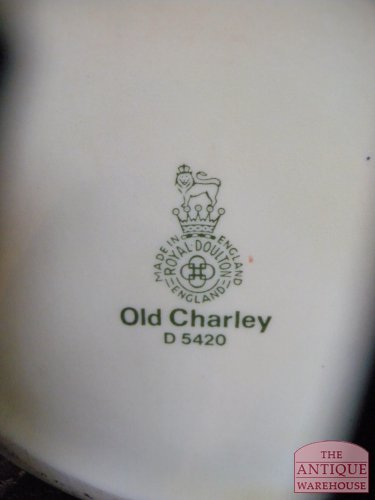 MADE IN ENGLAND
ROYAL·DOULTON
ENGLAND
Old Charley
D 5420
THE
ANTIQUE
WAREHOUSE